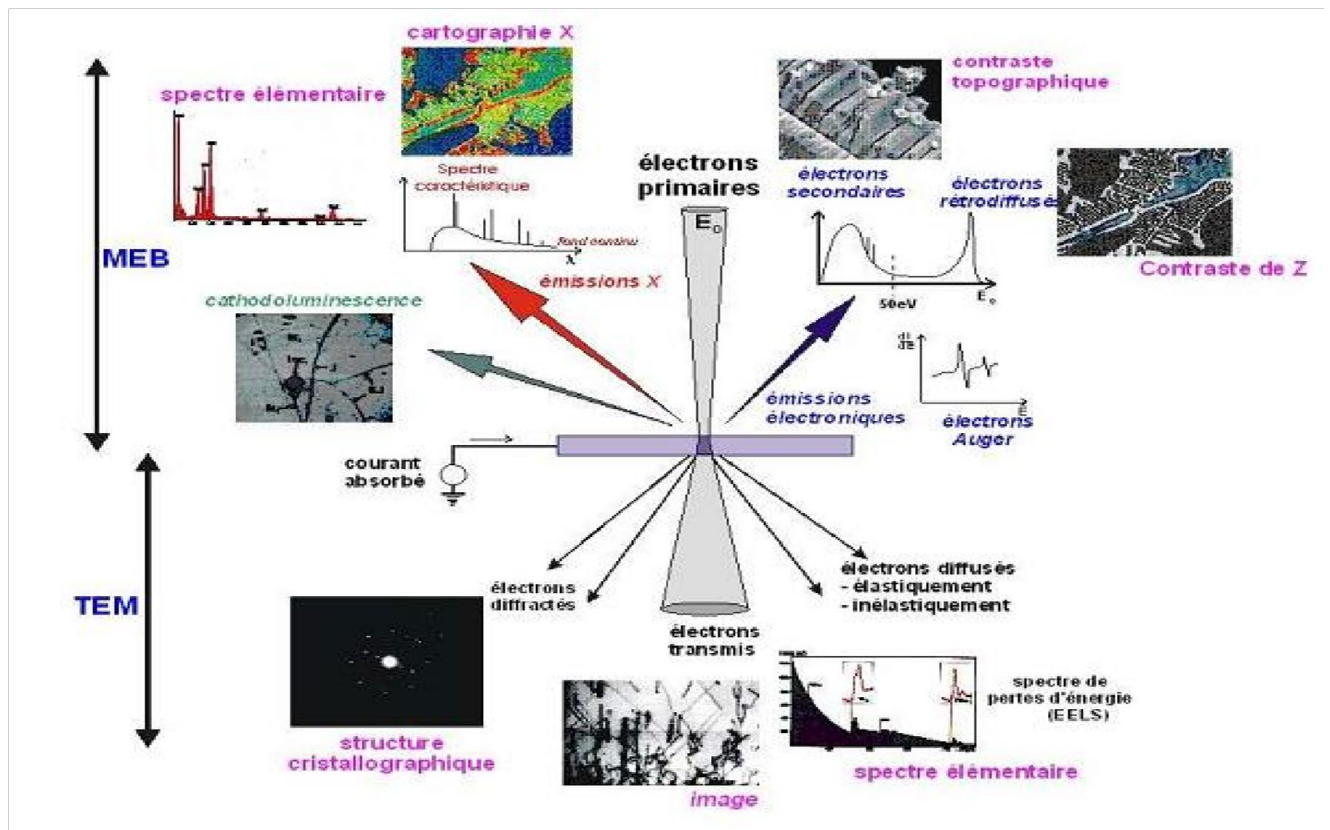 cartographie X
contraste
topographique
spectre élémentaire
électrons
primaires
E₀
Spectre
caractéristique
fond continu
électrons
secondaires
électrons
rétrodiffusés
MEB
émissions X
50eV
E₀
Contraste de Z
cathodoluminescence
dI
dE
E
émissions
électroniques
électrons
Auger
courant
absorbé
électrons
diffractés
électrons diffusés
- élastiquement
- inélastiquement
TEM
électrons
transmis
spectre de
pertes d'énergie
(EELS)
structure
cristallographique
image
spectre élémentaire